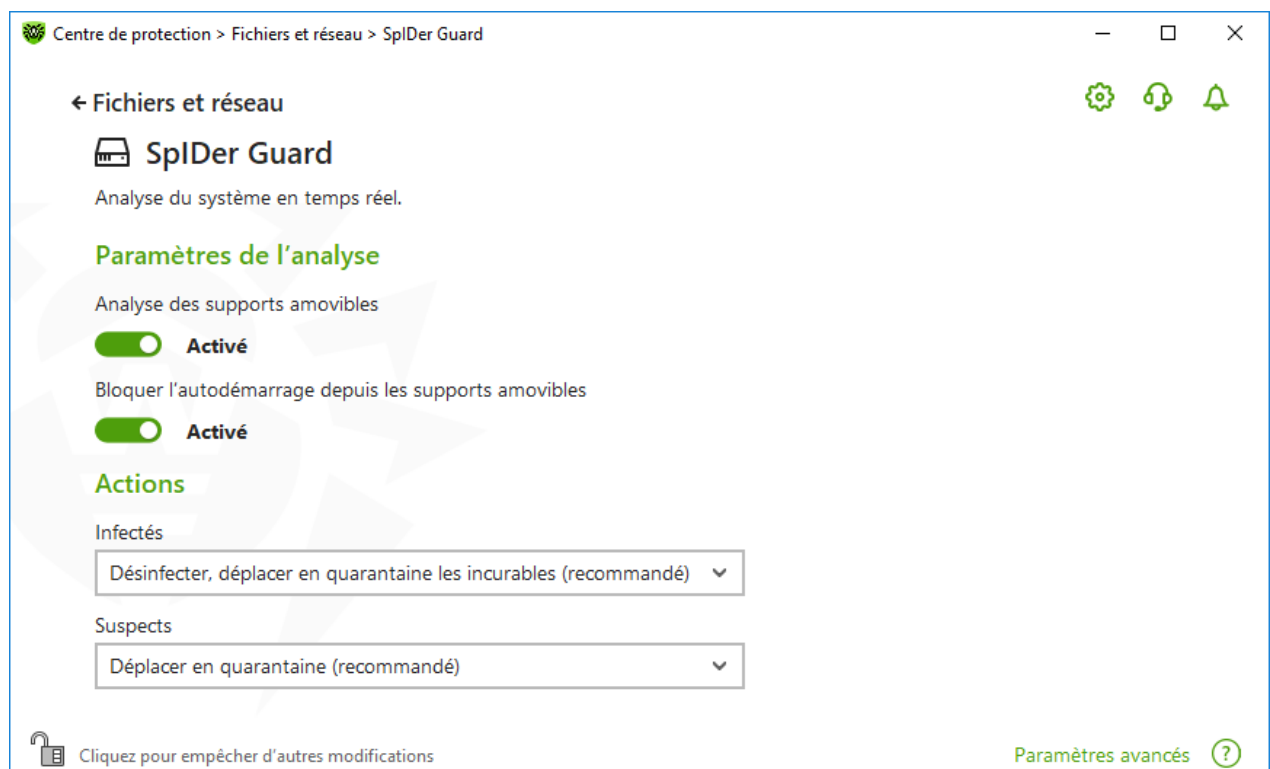 Centre de protection > Fichiers et réseau > SpIDer Guard
Fichiers et réseau
SpIDer Guard
Analyse du système en temps réel.
Paramètres de l’analyse
Analyse des supports amovibles
Activé
Bloquer l’autodémarrage depuis les supports amovibles
Activé
Actions
Infectés
Désinfecter, déplacer en quarantaine les incurables (recommandé)
Suspects
Déplacer en quarantaine (recommandé)
Cliquez pour empêcher d’autres modifications
Paramètres avancés ?